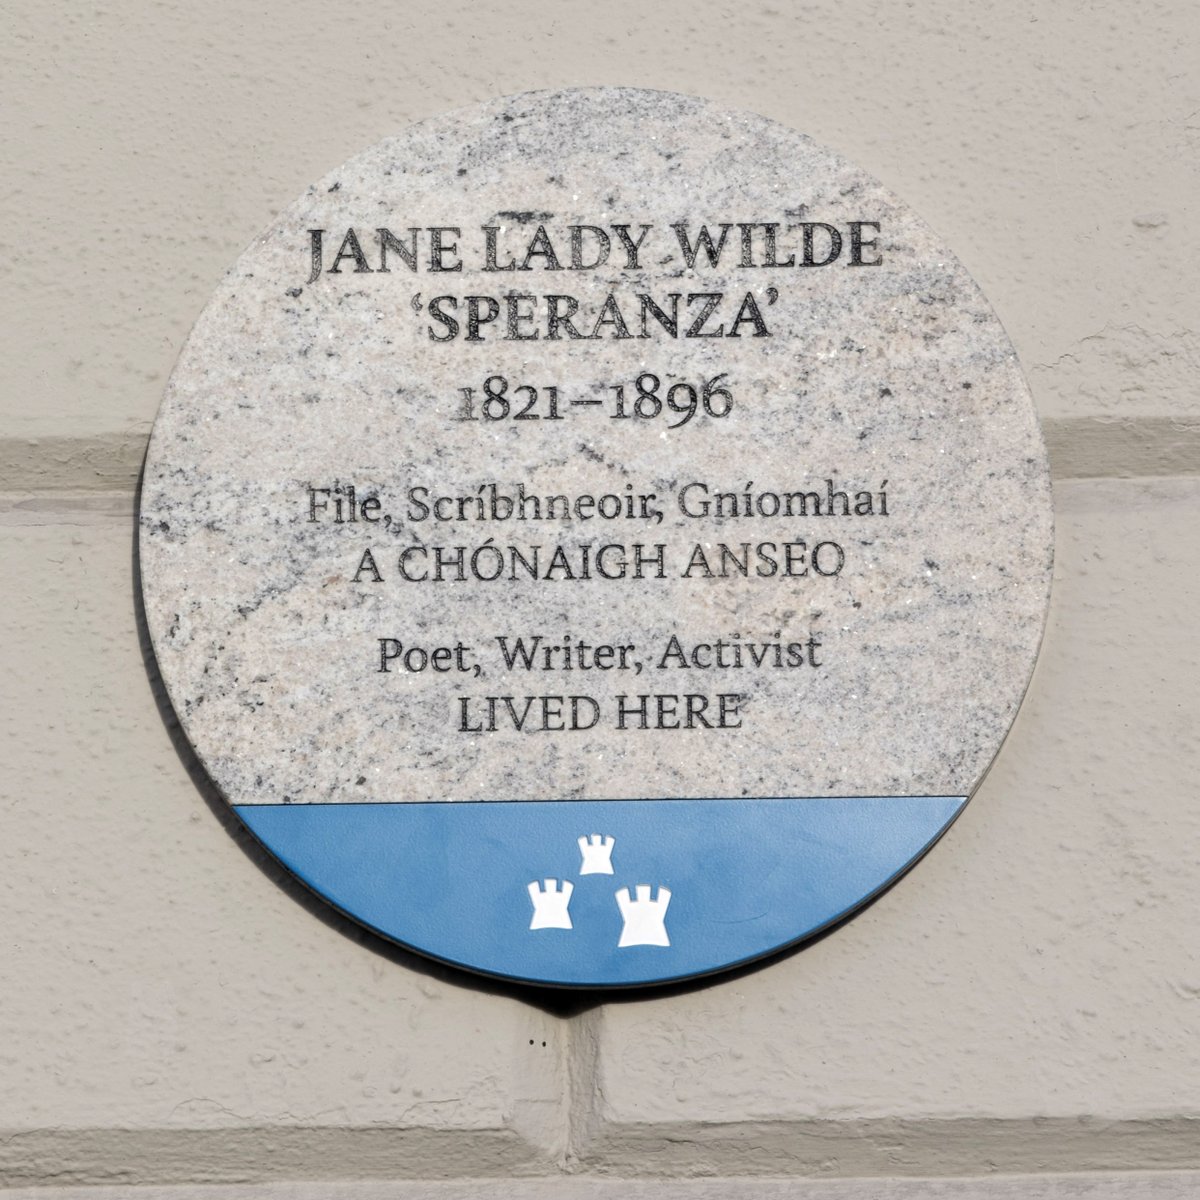 JANE LADY WILDE
‘SPERANZA’
1821–1896
File, Scríbhneoir, Gníomhaí
A CHÓNAIGH ANSEO
Poet, Writer, Activist
LIVED HERE